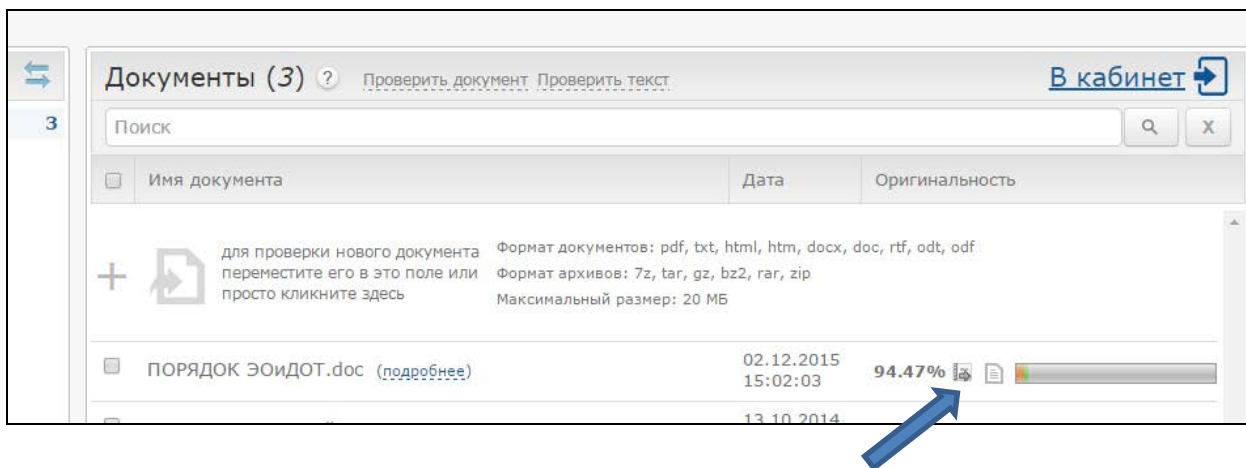 Документы (3) ? Проверить документ Проверить текст В кабинет
3
Поиск X
Имя документа Дата Оригинальность
для проверки нового документа
переместите его в это поле или
просто кликните здесь
Формат документов: pdf, txt, html, htm, docx, doc, rtf, odt, odf
Формат архивов: 7z, tar, gz, bz2, rar, zip
Максимальный размер: 20 МБ
ПОРЯДОК ЭОиДОТ.doc (подробнее) 02.12.2015 94.47%
15:02:03
13.10.2014